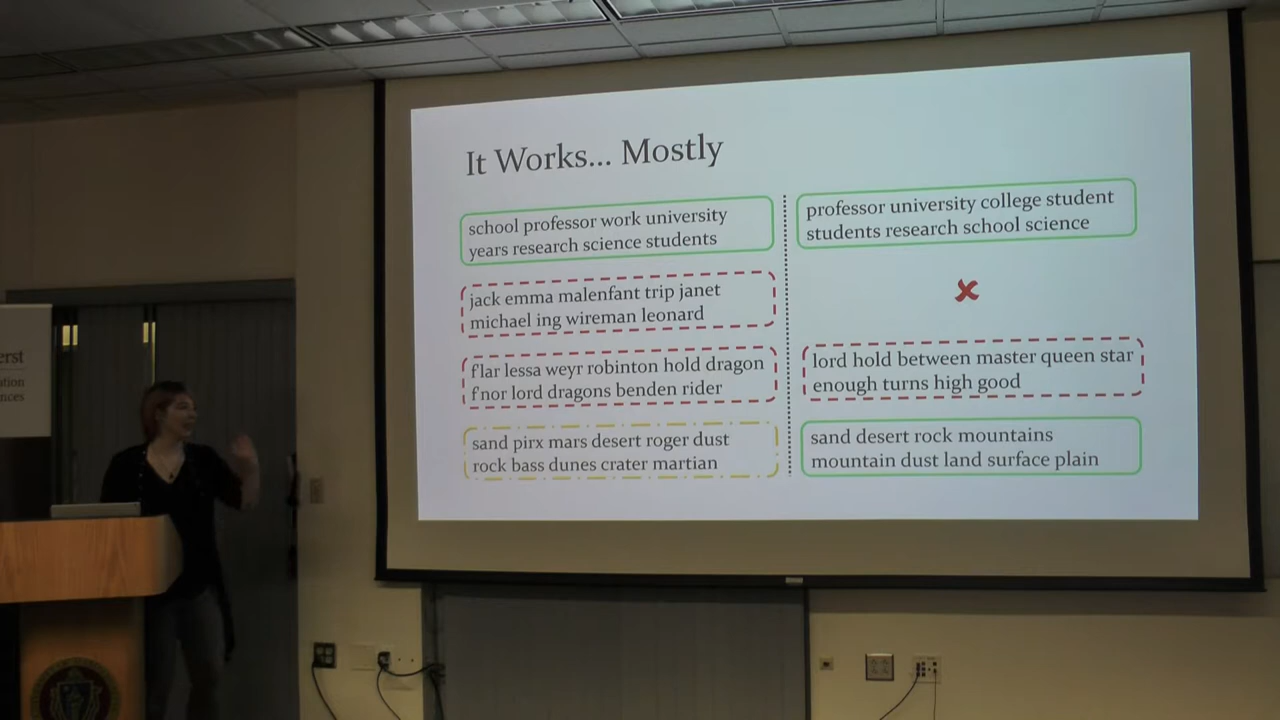 It Works... Mostly
school professor work university
years research science students
professor university college student
students research school science
jack emma malenfant trip janet
michael ing wireman leonard
✘
f'lar lessa weyr robinton hold dragon
f'nor lord dragons benden rider
lord hold between master queen star
enough turns high good
sand pirx mars desert roger dust
rock bass dunes crater martian
sand desert rock mountains
mountain dust land surface plain
erst
ation
nces